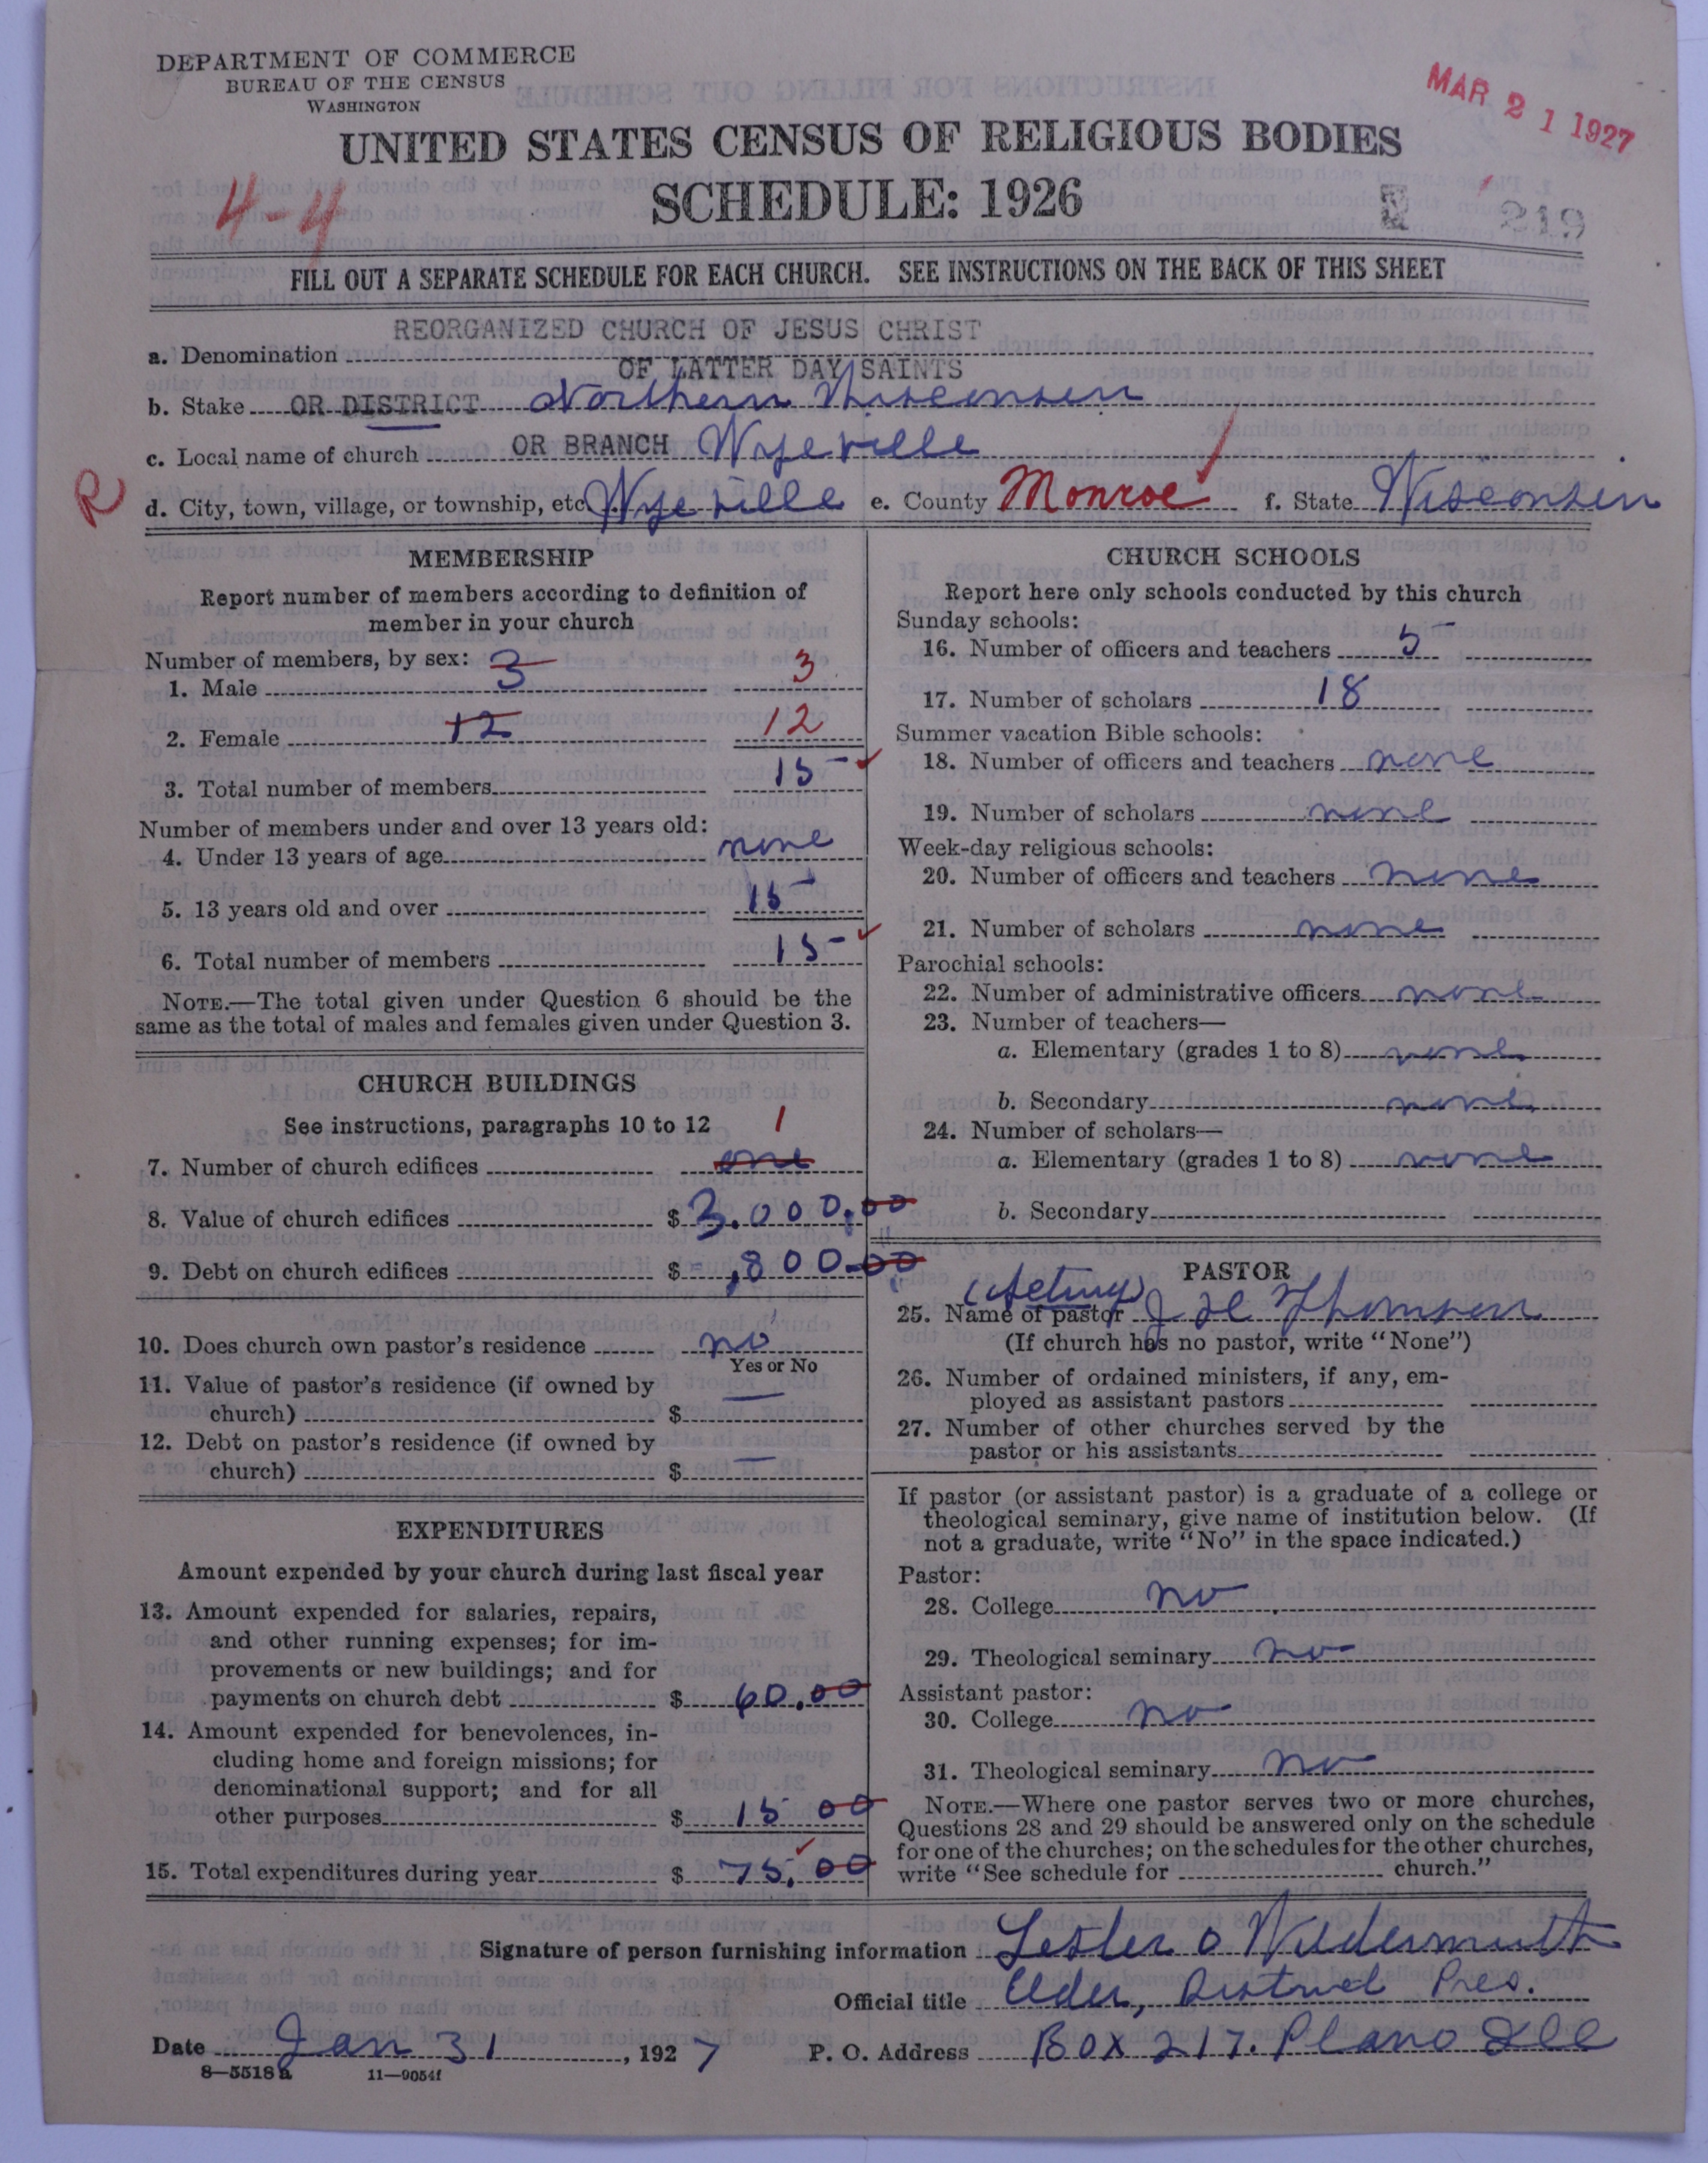 DEPARTMENT OF COMMERCE
BUREAU OF THE CENSUS
WASHINGTON
MAR 21 1927
UNITED STATES CENSUS OF RELIGIOUS BODIES
SCHEDULE: 1926
4-4
219
FILL OUT A SEPARATE SCHEDULE FOR EACH CHURCH. SEE INSTRUCTIONS ON THE BACK OF THIS SHEET
REORGANIZED CHURCH OF JESUS CHRIST
a. Denomination
OF LATTER DAY SAINTS
b. Stake OR DISTRICT Northern Wisconsin
c. Local name of church OR BRANCH Wyeville
R
d. City, town, village, or township, etc. Wyeville e. County Monroe f. State Wisconsin
MEMBERSHIP
Report number of members according to definition of
member in your church
Number of members, by sex:
1. Male 3 3
2. Female 12 12
3. Total number of members 15
Number of members under and over 13 years old:
4. Under 13 years of age none
5. 13 years old and over 15
6. Total number of members 15
NOTE.—The total given under Question 6 should be the
same as the total of males and females given under Question 3.
CHURCH BUILDINGS
See instructions, paragraphs 10 to 12 1
7. Number of church edifices one
8. Value of church edifices $ 3,000.00
9. Debt on church edifices $ 800.00
10. Does church own pastor's residence no
Yes or No
11. Value of pastor's residence (if owned by
church) $ —
12. Debt on pastor's residence (if owned by
church) $ —
EXPENDITURES
Amount expended by your church during last fiscal year
13. Amount expended for salaries, repairs,
and other running expenses; for im-
provements or new buildings; and for
payments on church debt $ 60.00
14. Amount expended for benevolences, in-
cluding home and foreign missions; for
denominational support; and for all
other purposes $ 15 00
15. Total expenditures during year $ 75.00
CHURCH SCHOOLS
Report here only schools conducted by this church
Sunday schools:
16. Number of officers and teachers 5
17. Number of scholars 18
Summer vacation Bible schools:
18. Number of officers and teachers none
19. Number of scholars none
Week-day religious schools:
20. Number of officers and teachers none
21. Number of scholars none
Parochial schools:
22. Number of administrative officers none
23. Number of teachers—
a. Elementary (grades 1 to 8) none
b. Secondary none
24. Number of scholars—
a. Elementary (grades 1 to 8) none
b. Secondary
PASTOR
(Acting)
25. Name of pastor J H Thomsen
(If church has no pastor, write "None")
26. Number of ordained ministers, if any, em-
ployed as assistant pastors
27. Number of other churches served by the
pastor or his assistants
If pastor (or assistant pastor) is a graduate of a college or
theological seminary, give name of institution below. (If
not a graduate, write "No" in the space indicated.)
Pastor:
28. College no
29. Theological seminary no
Assistant pastor:
30. College no
31. Theological seminary no
NOTE.—Where one pastor serves two or more churches,
Questions 28 and 29 should be answered only on the schedule
for one of the churches; on the schedules for the other churches,
write "See schedule for church."
Signature of person furnishing information Lester O Wildermuth
Official title Elder, District Pres.
Date Jan 31, 1927 P. O. Address Box 217. Plano Ill
8—5518a 11—9054f